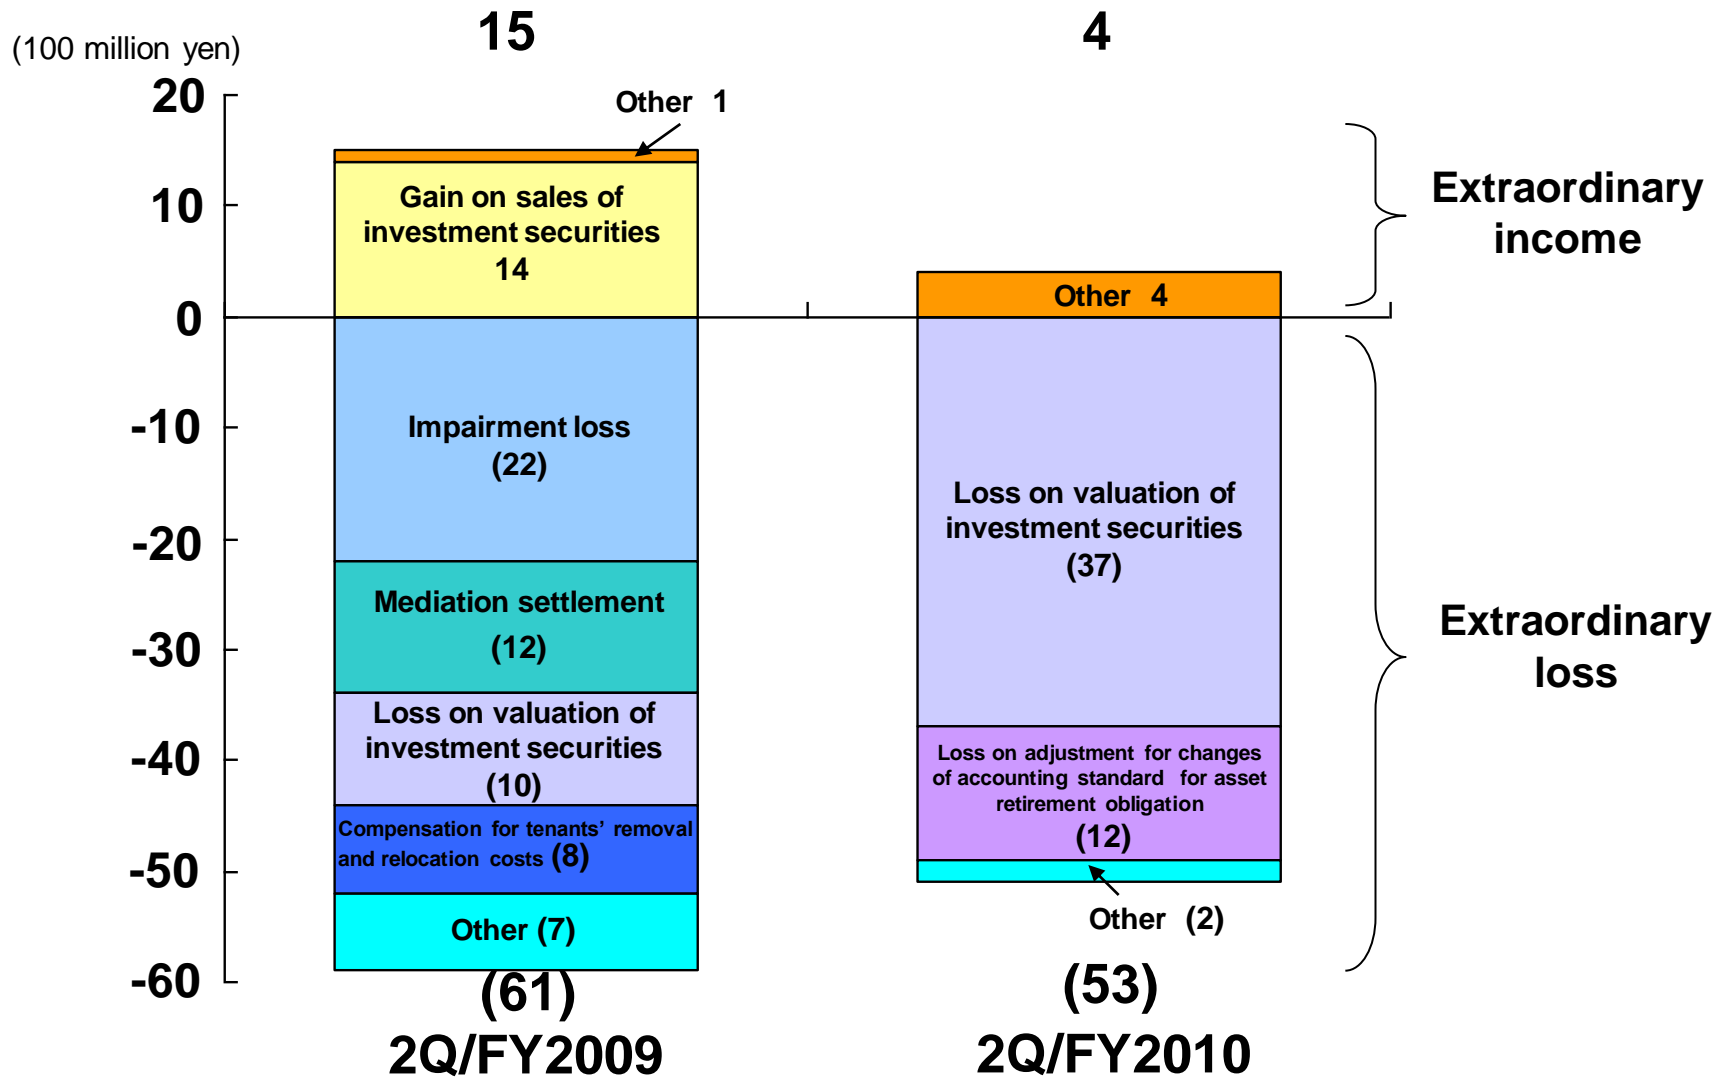 15
4
(100 million yen)
20
10
0
-10
-20
-30
-40
-50
-60
Other 1
Gain on sales of
investment securities
14
Impairment loss
(22)
Mediation settlement
(12)
Loss on valuation of
investment securities
(10)
Compensation for tenants’ removal
and relocation costs (8)
Other (7)
(61)
2Q/FY2009
Other 4
Loss on valuation of
investment securities
(37)
Loss on adjustment for changes
of accounting standard for asset
retirement obligation
(12)
Other (2)
(53)
2Q/FY2010
Extraordinary
income
Extraordinary
loss